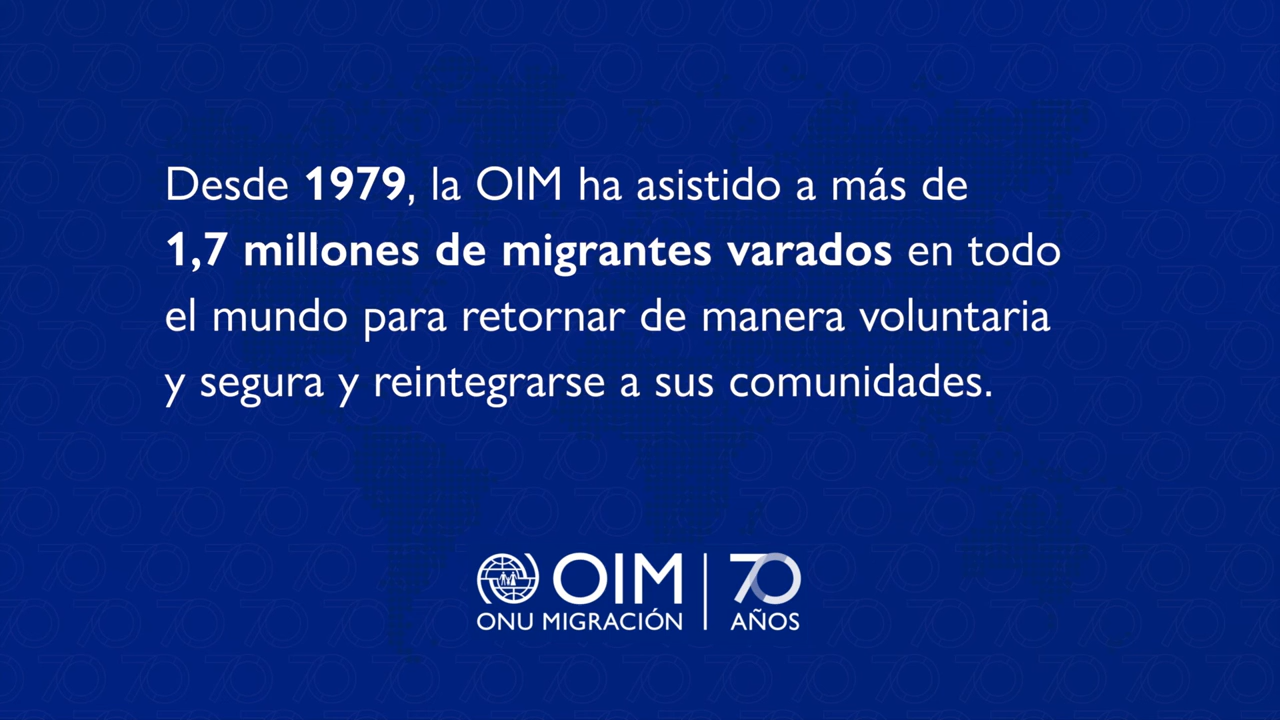 Desde 1979, la OIM ha asistido a más de
1,7 millones de migrantes varados en todo
el mundo para retornar de manera voluntaria
y segura y reintegrarse a sus comunidades.
OIM
ONU MIGRACIÓN
70
AÑOS